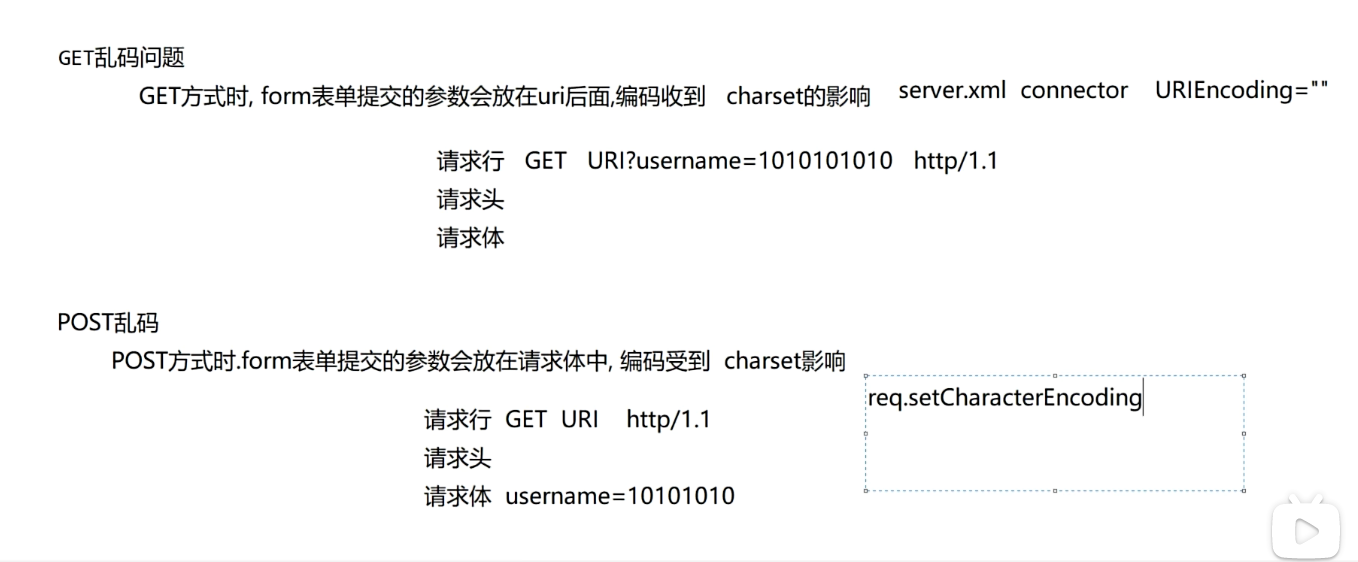 GET乱码问题
GET方式时, form表单提交的参数会放在uri后面,编码收到 charset的影响 server.xml connector URIEncoding=""
请求行 GET URI?username=1010101010 http/1.1
请求头
请求体
POST乱码
POST方式时.form表单提交的参数会放在请求体中, 编码受到 charset影响
req.setCharacterEncoding
请求行 GET URI http/1.1
请求头
请求体 username=10101010